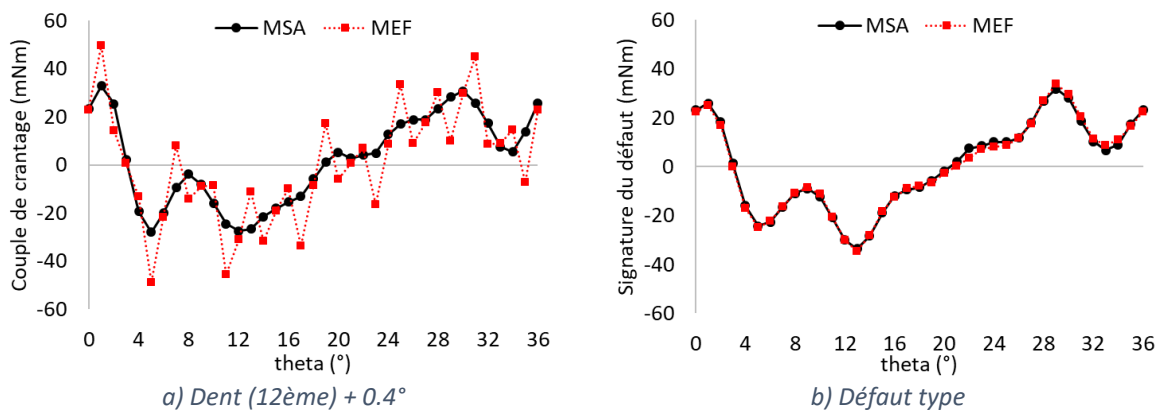 MSA MEF
Couple de crantage (mNm)
60
40
20
0
-20
-40
-60
0 4 8 12 16 20 24 28 32 36
theta (°)
a) Dent (12ème) + 0.4°
MSA MEF
Signature du défaut (mNm)
60
40
20
0
-20
-40
-60
0 4 8 12 16 20 24 28 32 36
theta (°)
b) Défaut type